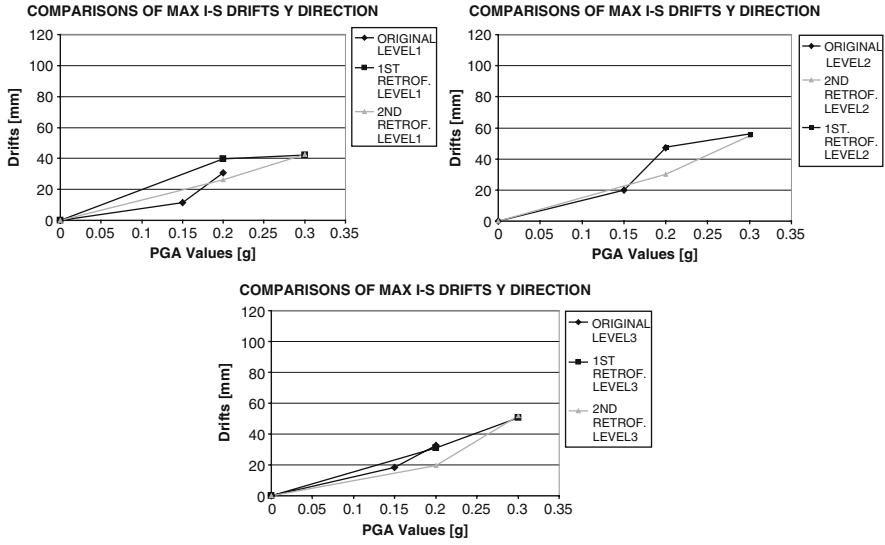 COMPARISONS OF MAX I-S DRIFTS Y DIRECTION
120
100
80
60
40
20
0
Drifts [mm]
0 0.05 0.1 0.15 0.2 0.25 0.3 0.35
PGA Values [g]
ORIGINAL
LEVEL1
1ST
RETROF.
LEVEL1
2ND
RETROF.
LEVEL1
COMPARISONS OF MAX I-S DRIFTS Y DIRECTION
120
100
80
60
40
20
0
Drifts [mm]
0 0.05 0.1 0.15 0.2 0.25 0.3 0.35
PGA Values [g]
ORIGINAL
LEVEL2
2ND
RETROF.
LEVEL2
1ST.
RETROF.
LEVEL2
COMPARISONS OF MAX I-S DRIFTS Y DIRECTION
120
100
80
60
40
20
0
Drifts [mm]
0 0.05 0.1 0.15 0.2 0.25 0.3 0.35
PGA Values [g]
ORIGINAL
LEVEL3
1ST
RETROF.
LEVEL3
2ND
RETROF.
LEVEL3